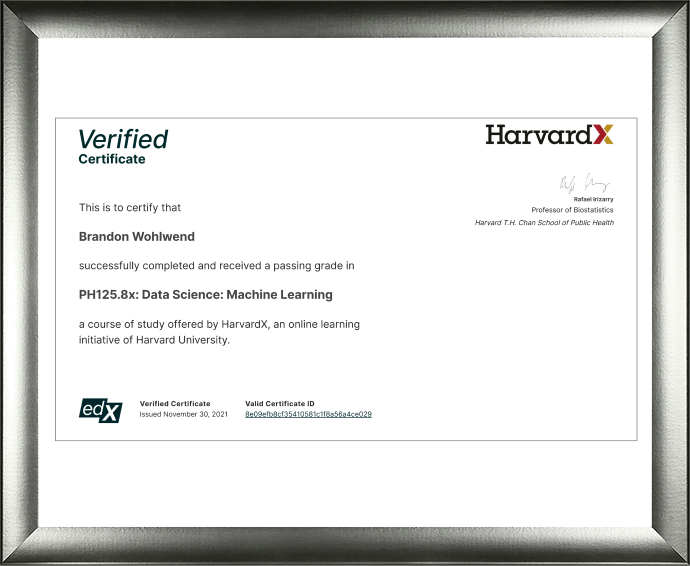 Verified
Certificate
HarvardX
Rafael Irizarry
Professor of Biostatistics
Harvard T.H. Chan School of Public Health
This is to certify that
Brandon Wohlwend
successfully completed and received a passing grade in
PH125.8x: Data Science: Machine Learning
a course of study offered by HarvardX, an online learning
initiative of Harvard University.
edX
Verified Certificate
Issued November 30, 2021
Valid Certificate ID
8e09efb8cf35410581c1f8a56a4ce029